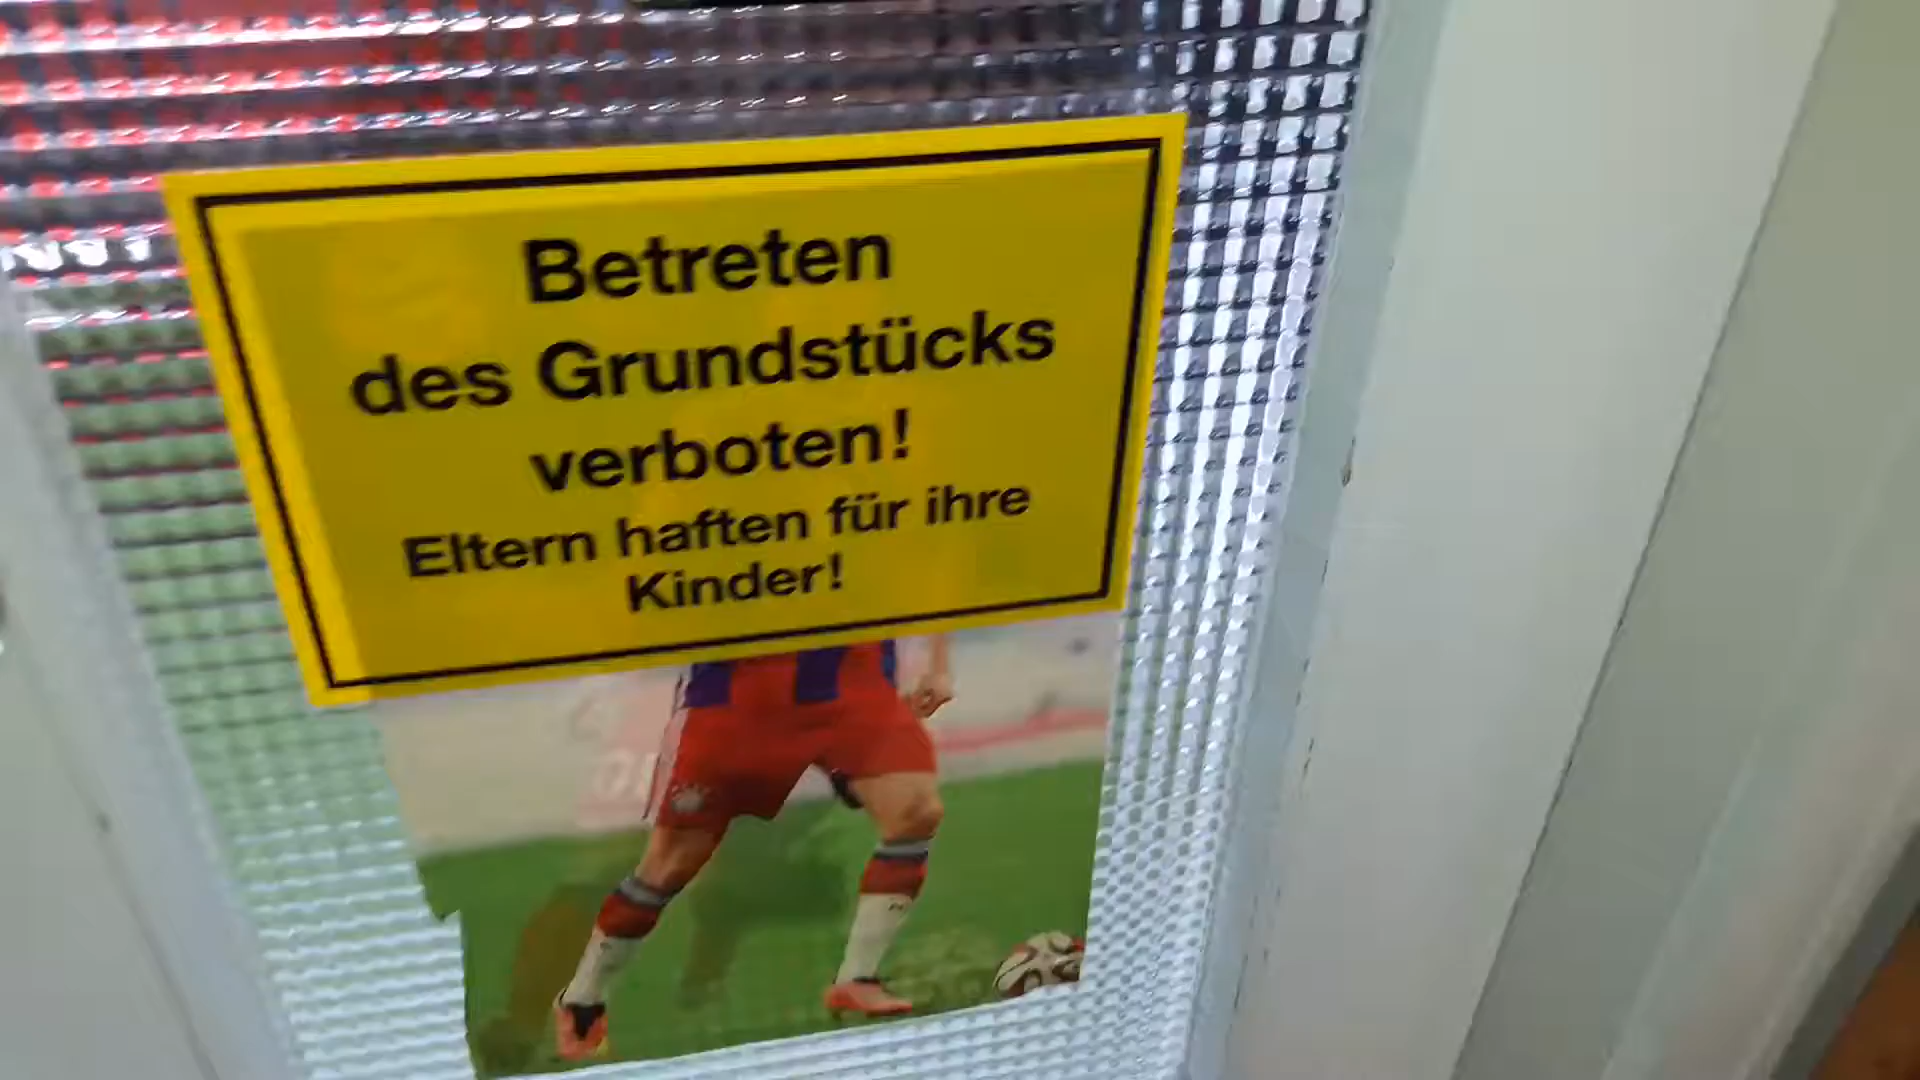 Betreten
des Grundstücks
verboten!
Eltern haften für ihre
Kinder!